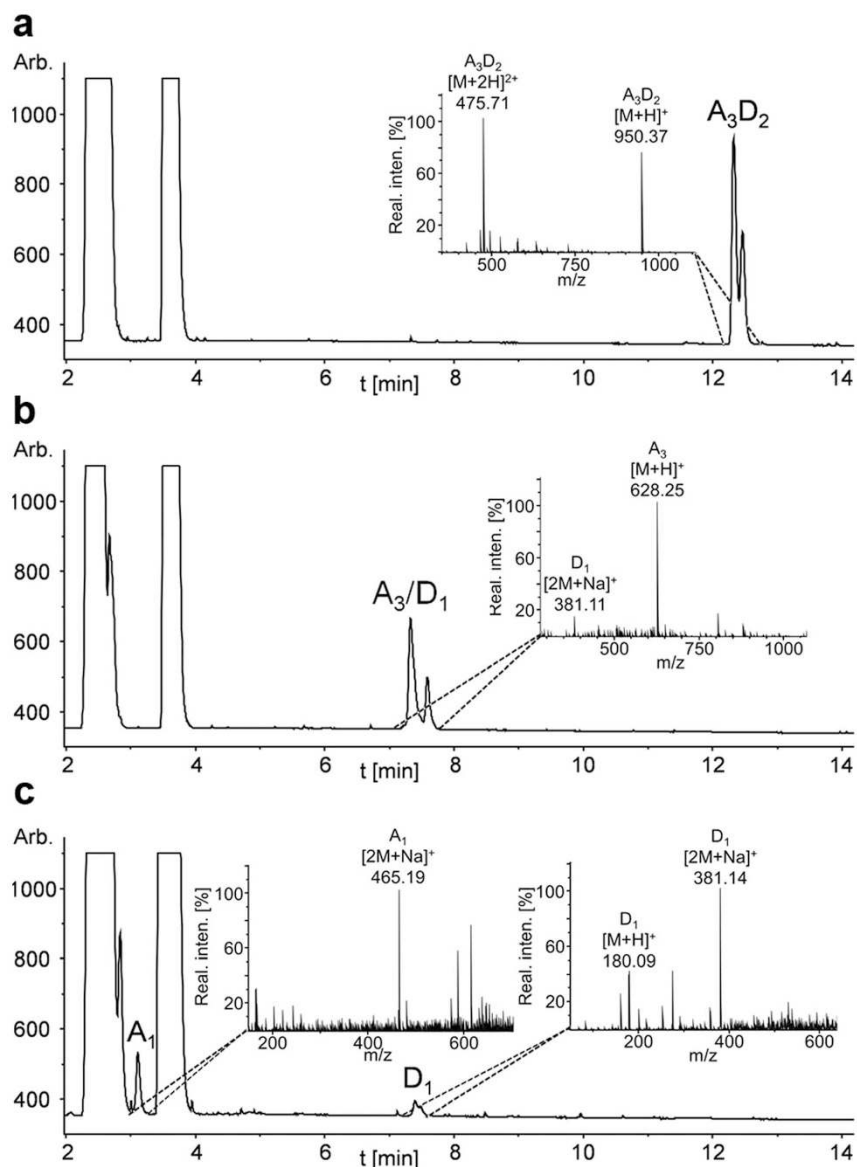 a
Arb.
1000
800
600
400
2 4 6 8 10 12 14
t [min]
A₃D₂
Real. inten. [%]
100
60
20
500 750 1000
m/z
A₃D₂
[M+2H]²⁺
475.71
A₃D₂
[M+H]⁺
950.37
b
Arb.
1000
800
600
400
2 4 6 8 10 12 14
t [min]
A₃/D₁
Real. inten. [%]
100
60
20
500 750 1000
m/z
D₁
[2M+Na]⁺
381.11
A₃
[M+H]⁺
628.25
c
Arb.
1000
800
600
400
2 4 6 8 10 12 14
t [min]
A₁
D₁
Real. inten. [%]
100
60
20
200 400 600
m/z
A₁
[2M+Na]⁺
465.19
Real. inten. [%]
100
60
20
200 400 600
m/z
D₁
[M+H]⁺
180.09
D₁
[2M+Na]⁺
381.14